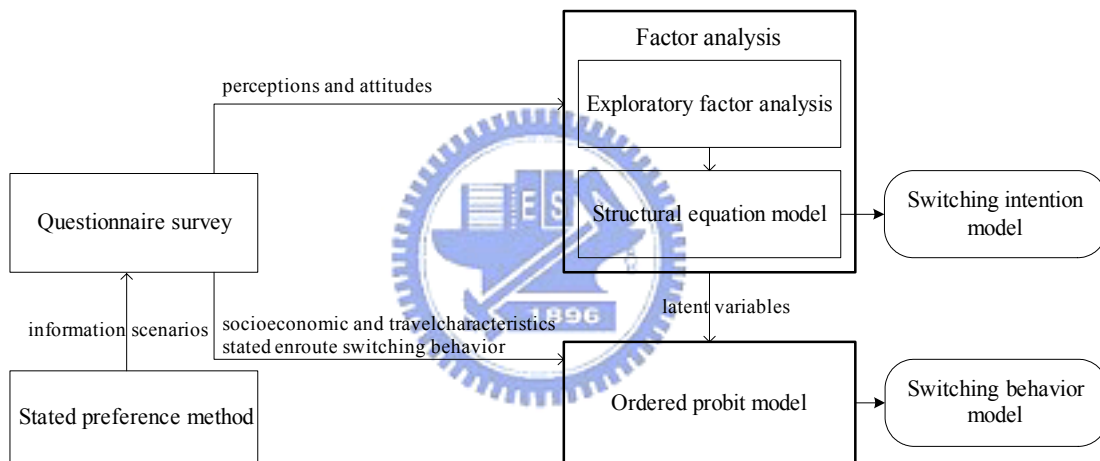 Factor analysis
perceptions and attitudes
Exploratory factor analysis
Questionnaire survey
Structural equation model
Switching intention
model
E S
1896
information scenarios
socioeconomic and travelcharacteristics
stated enroute switching behavior
latent variables
Stated preference method
Ordered probit model
Switching behavior
model